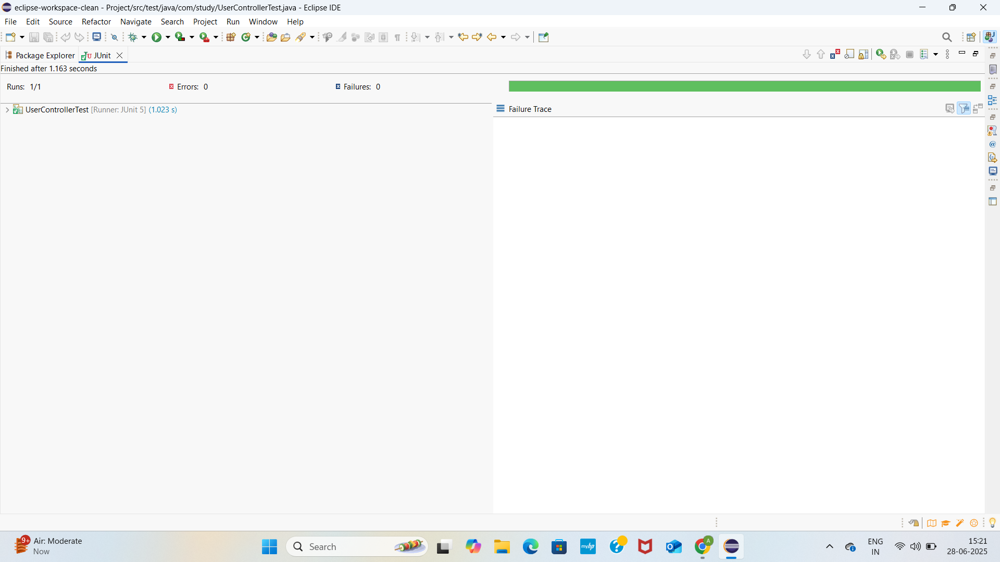 eclipse-workspace-clean - Project/src/test/java/com/study/UserControllerTest.java - Eclipse IDE
File Edit Source Refactor Navigate Search Project Run Window Help
Package Explorer JUnit
Finished after 1.163 seconds
Runs: 1/1 Errors: 0 Failures: 0
UserControllerTest [Runner: JUnit 5] (1.023 s)
Failure Trace
9+
Air: Moderate
Now
Search
myhp
A
ENG
IN
15:21
28-06-2025